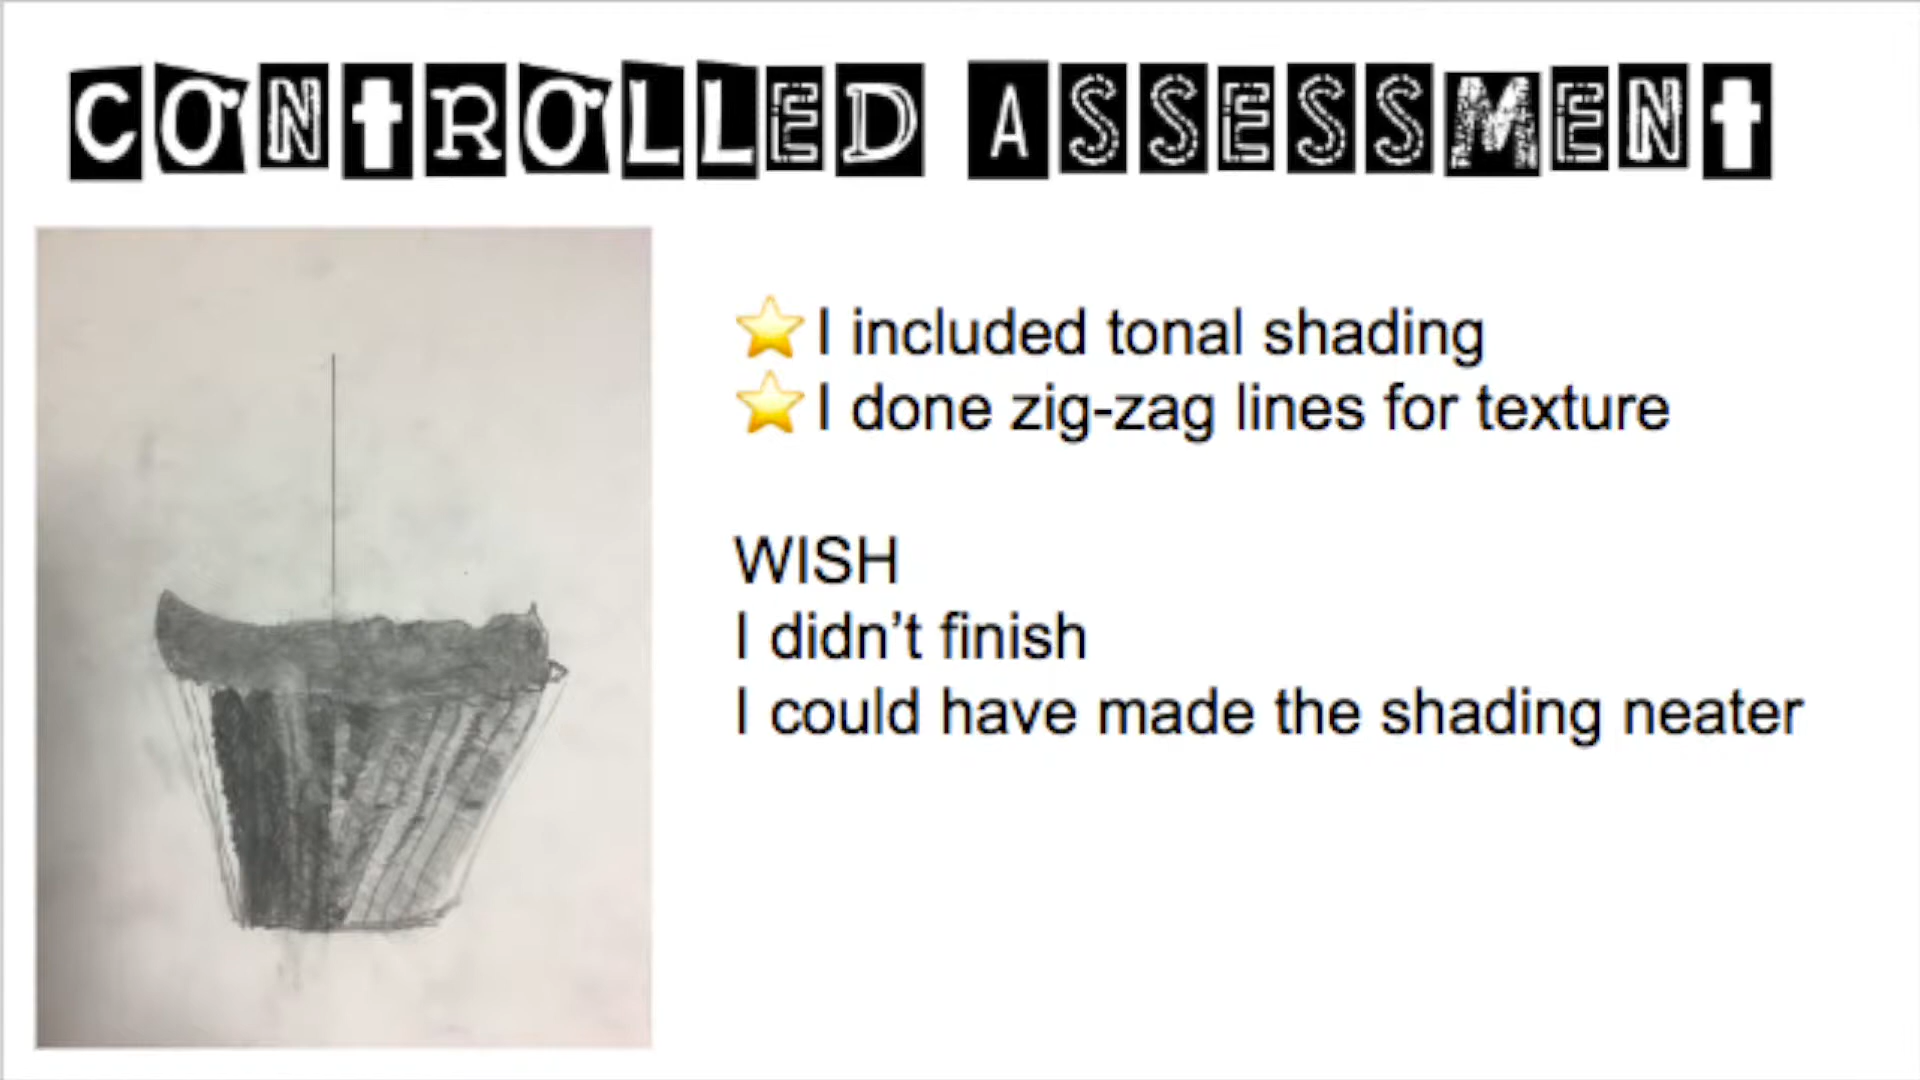 CONtROLLED ASSESSMENt
⭐I included tonal shading
⭐I done zig-zag lines for texture
WISH
I didn’t finish
I could have made the shading neater